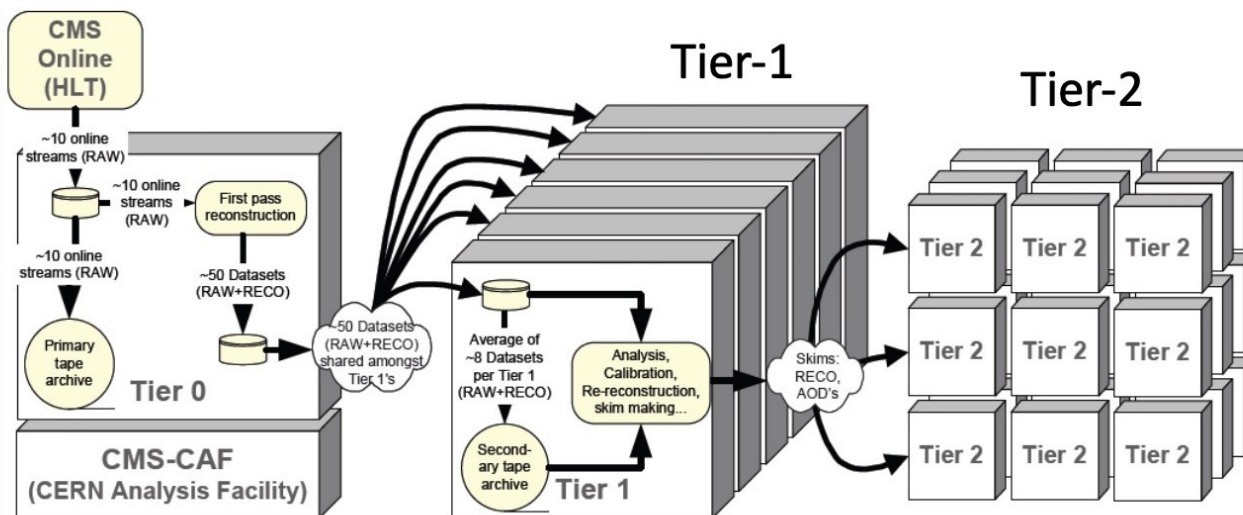 CMS
Online
(HLT)
~10 online
streams (RAW)
~10 online
streams
(RAW)
First pass
reconstruction
~10 online
streams (RAW)
~50 Datasets
(RAW+RECO)
Primary
tape
archive
Tier 0
CMS-CAF
(CERN Analysis Facility)
~50 Datasets
(RAW+RECO)
shared amongst
Tier 1's
Tier-1
Average of
~8 Datasets
per Tier 1
(RAW+RECO)
Analysis,
Calibration,
Re-reconstruction,
skim making...
Second-
ary tape
archive
Tier 1
Skims:
RECO,
AOD's
Tier-2
Tier 2
Tier 2
Tier 2
Tier 2
Tier 2
Tier 2
Tier 2
Tier 2
Tier 2